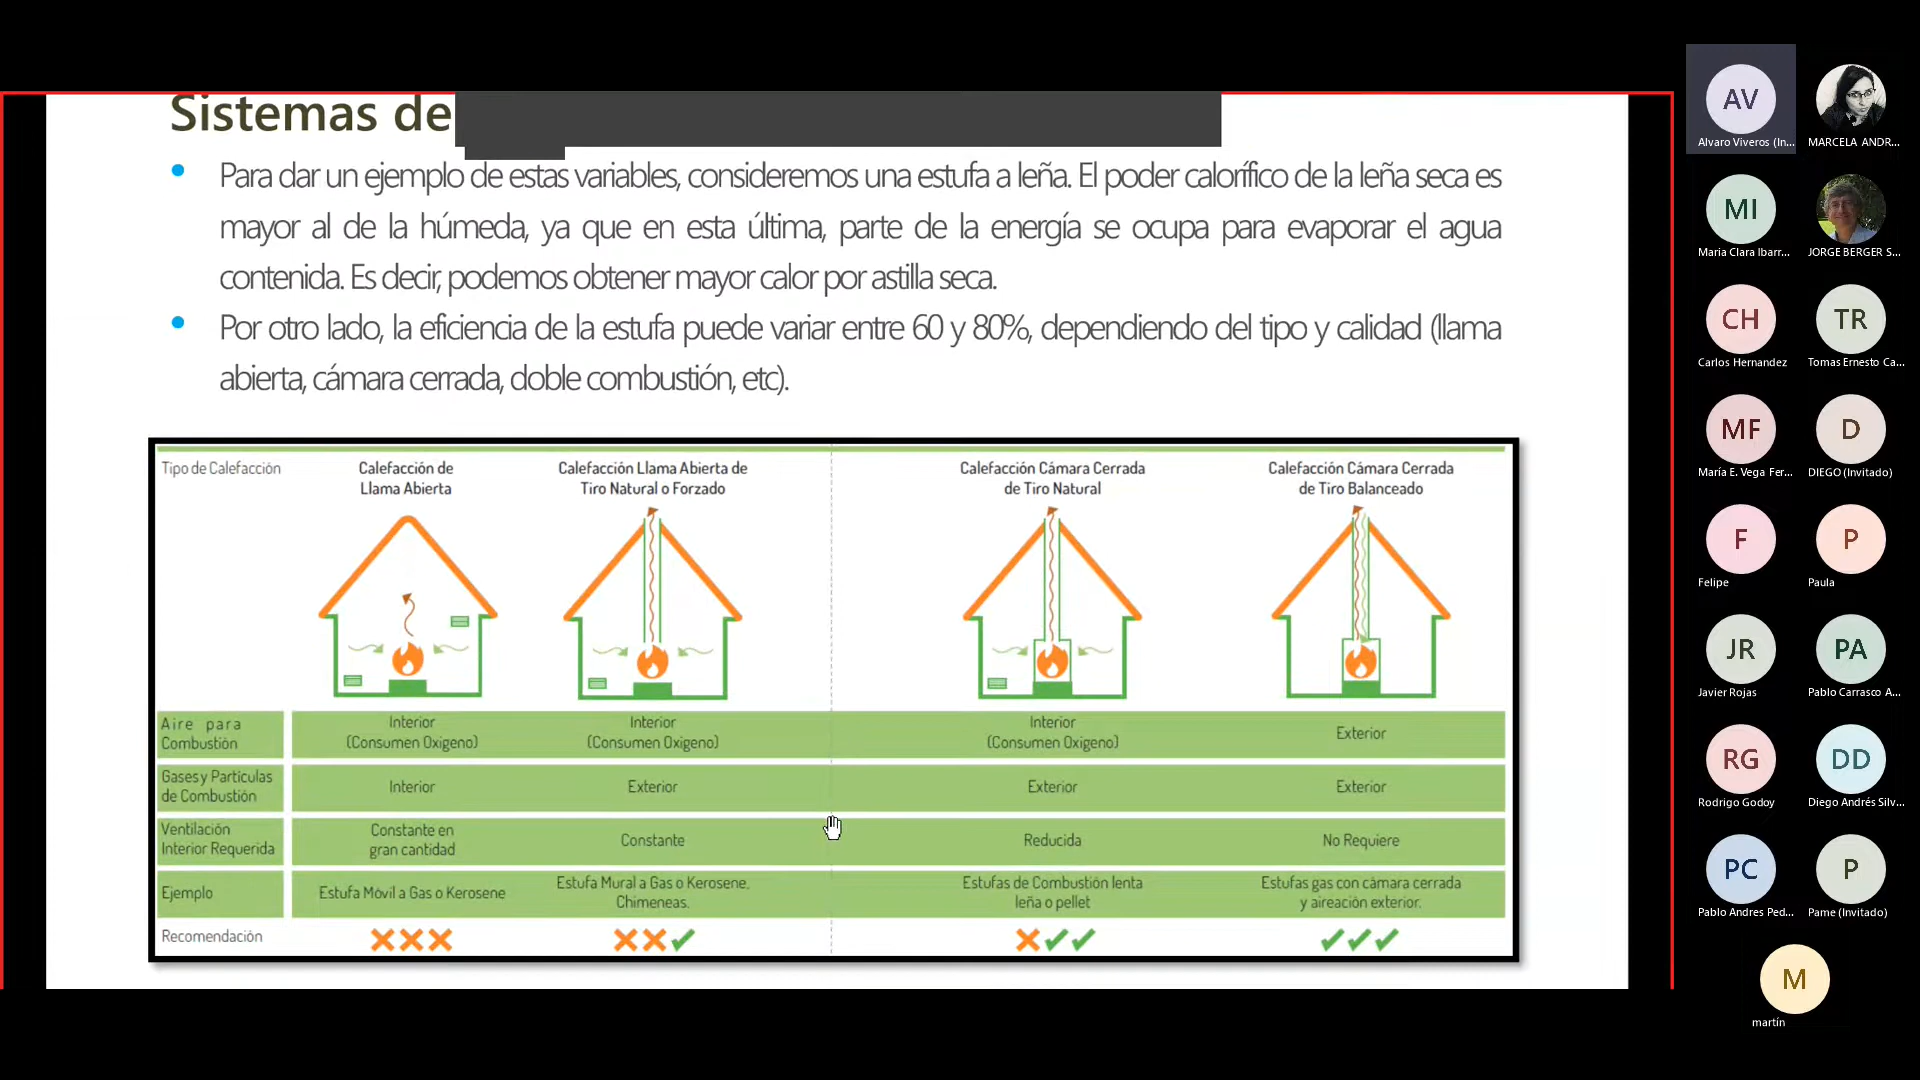 Sistemas de
Para dar un ejemplo de estas variables, consideremos una estufa a leña. El poder calorífico de la leña seca es
mayor al de la húmeda, ya que en esta última, parte de la energía se ocupa para evaporar el agua
contenida. Es decir, podemos obtener mayor calor por astilla seca.
Por otro lado, la eficiencia de la estufa puede variar entre 60 y 80%, dependiendo del tipo y calidad (llama
abierta, cámara cerrada, doble combustión, etc).
Tipo de Calefacción
Calefacción de
Llama Abierta
Calefacción Llama Abierta de
Tiro Natural o Forzado
Calefacción Cámara Cerrada
de Tiro Natural
Calefacción Cámara Cerrada
de Tiro Balanceado
Aire para
Combustión
Interior
(Consumen Oxigeno)
Interior
(Consumen Oxigeno)
Interior
(Consumen Oxigeno)
Exterior
Gases y Partículas
de Combustión
Interior
Exterior
Exterior
Exterior
Ventilación
Interior Requerida
Constante en
gran cantidad
Constante
Reducida
No Requiere
Ejemplo
Estufa Móvil a Gas o Kerosene
Estufa Mural a Gas o Kerosene,
Chimeneas.
Estufas de Combustión lenta
leña o pellet
Estufas gas con cámara cerrada
y aireación exterior.
Recomendación
AV
Alvaro Viveros (In...
MARCELA ANDR...
MI
Maria Clara Ibarr...
JORGE BERGER S...
CH
Carlos Hernandez
TR
Tomas Ernesto Ca...
MF
María E. Vega Fer...
D
DIEGO (Invitado)
F
Felipe
P
Paula
JR
Javier Rojas
PA
Pablo Carrasco A...
RG
Rodrigo Godoy
DD
Diego Andrés Silv...
PC
Pablo Andres Ped...
P
Pame (Invitado)
M
martín